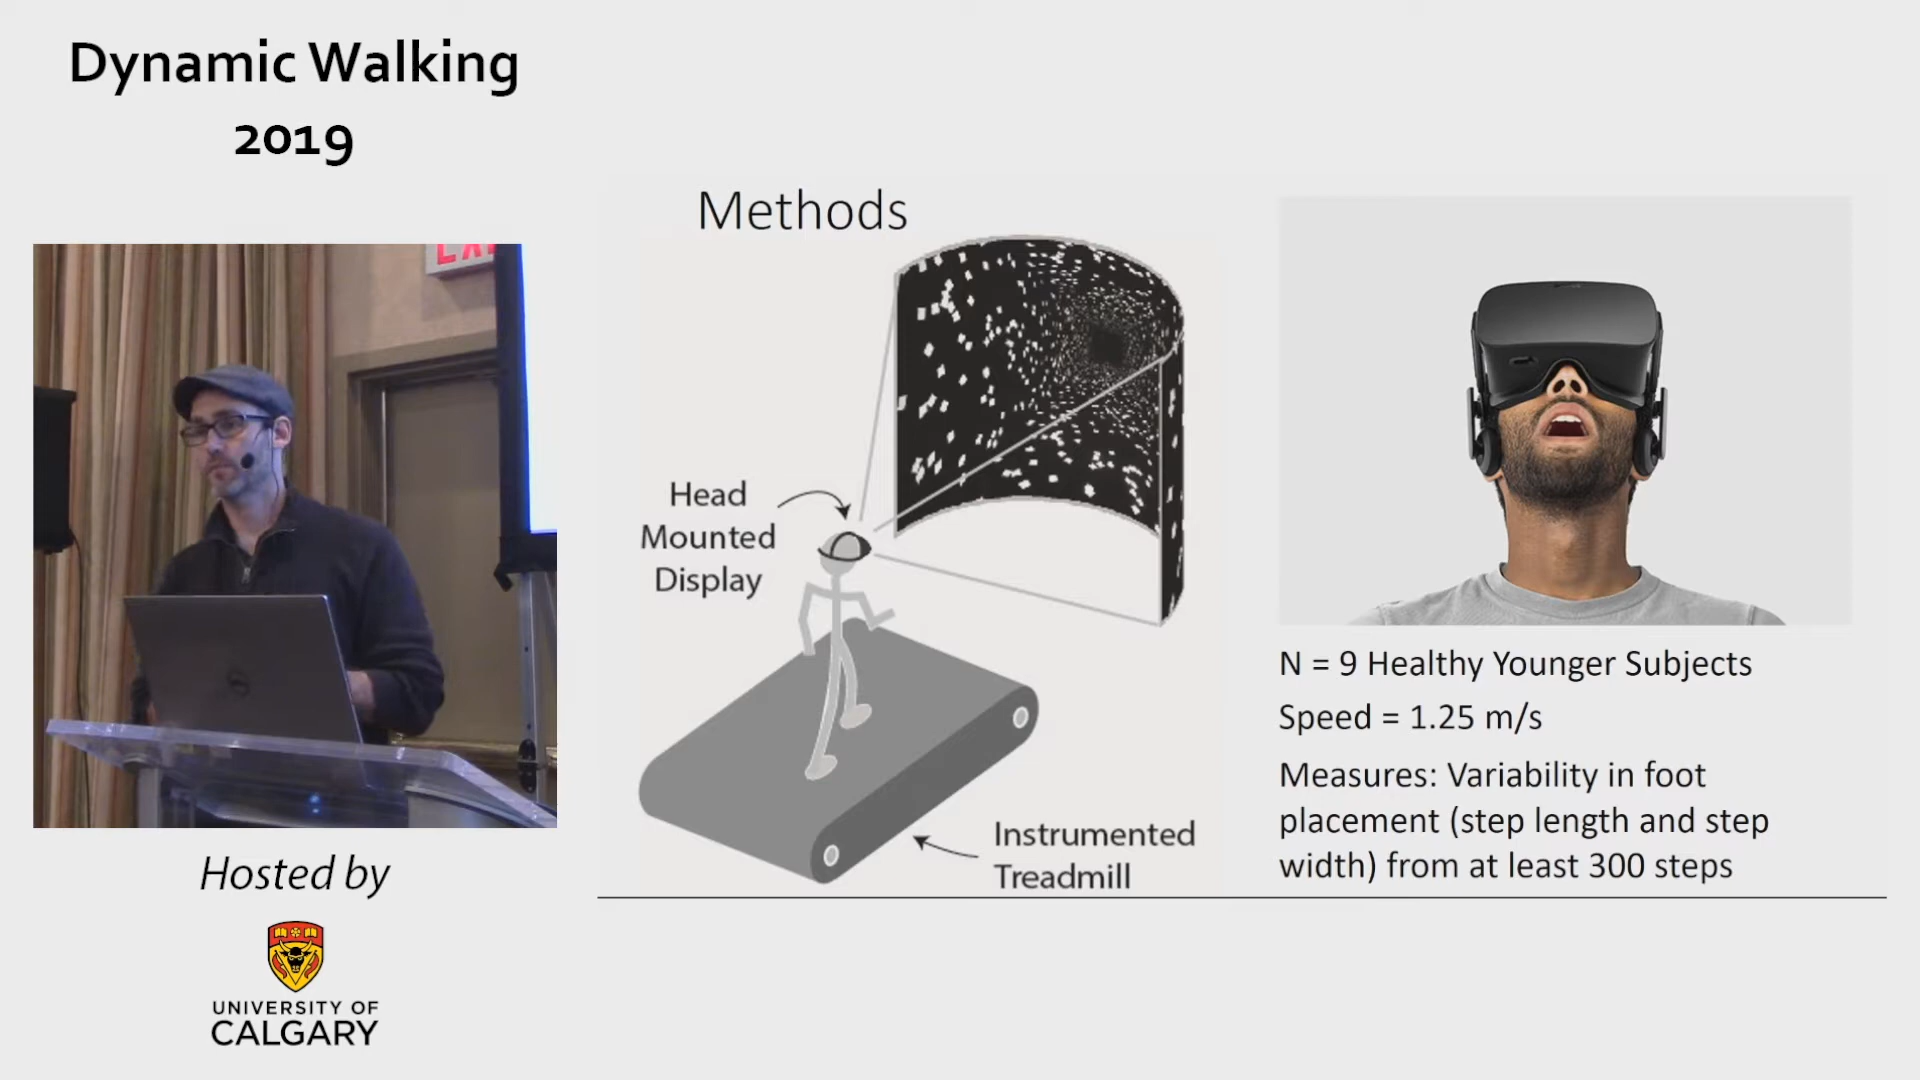 Dynamic Walking
2019
EXI
Methods
Head
Mounted
Display
Instrumented
Treadmill
N = 9 Healthy Younger Subjects
Speed = 1.25 m/s
Measures: Variability in foot
placement (step length and step
width) from at least 300 steps
Hosted by
UNIVERSITY OF
CALGARY